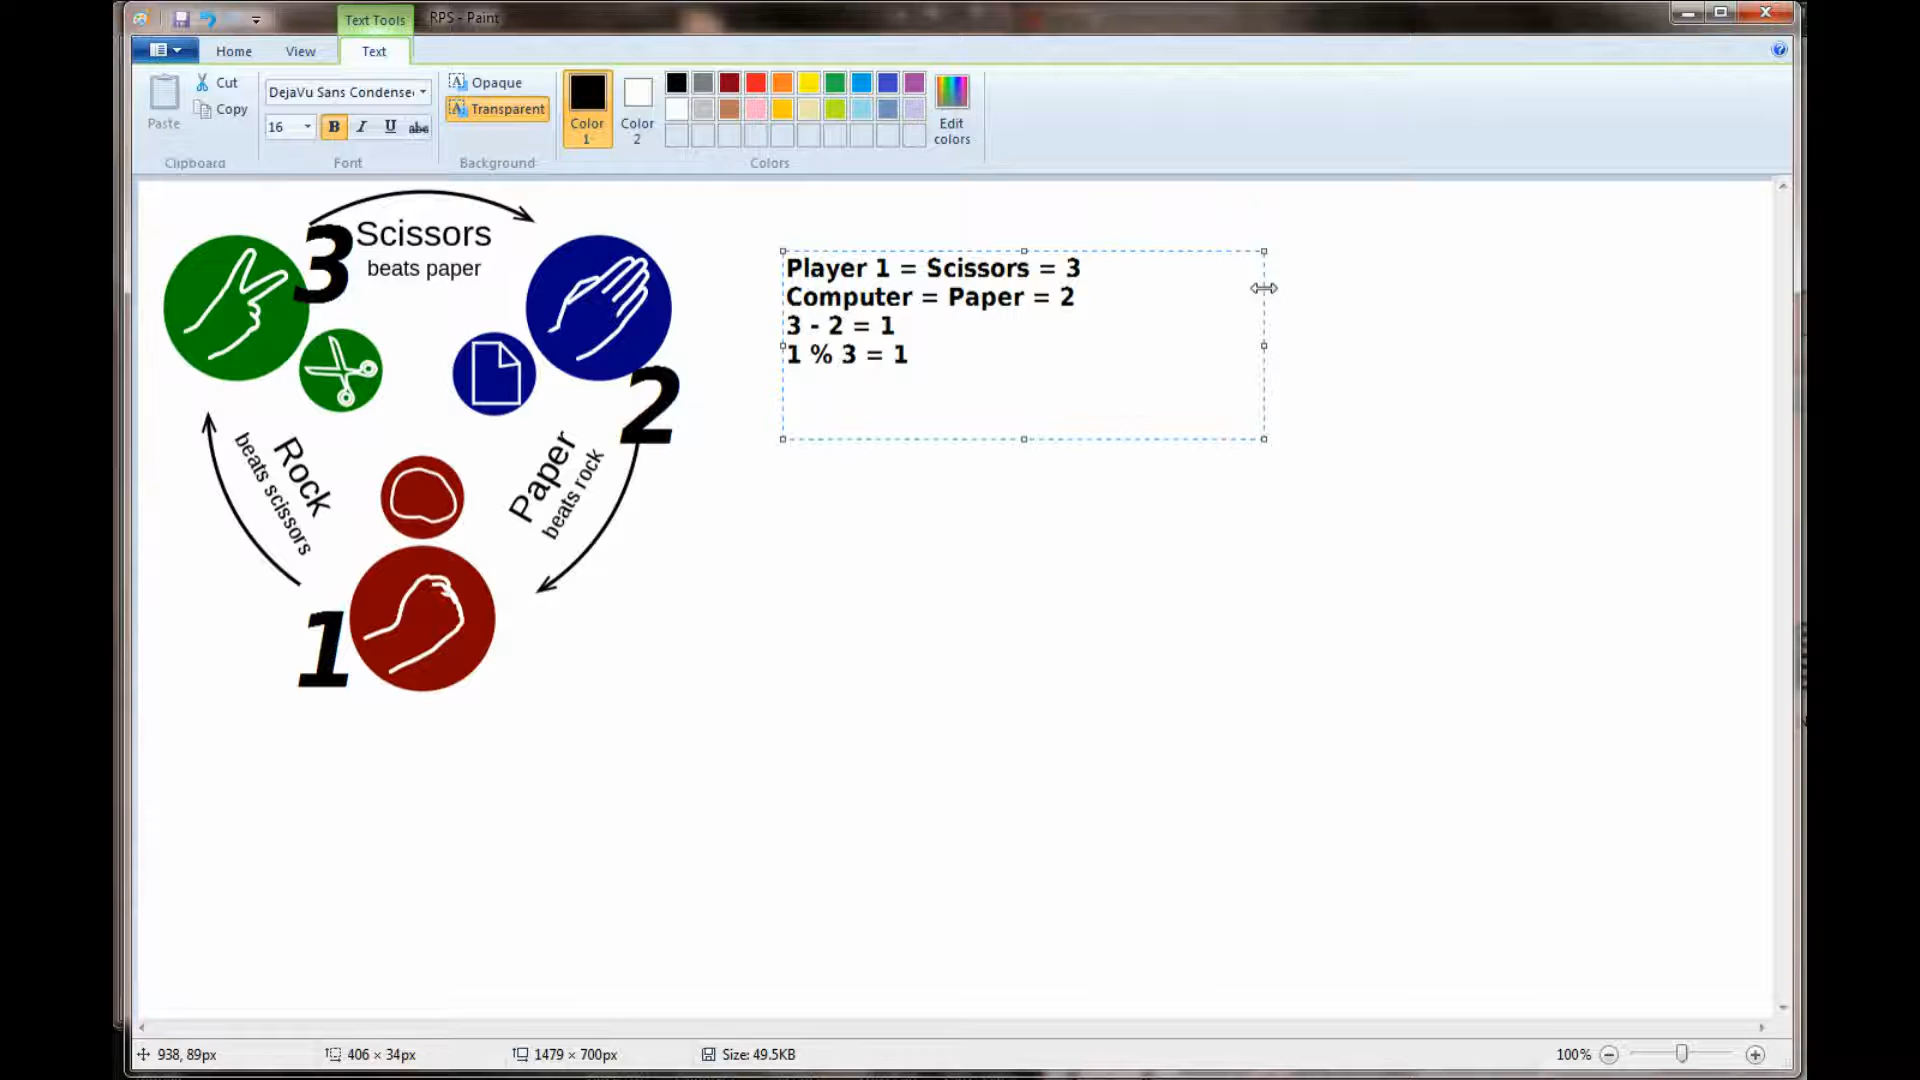 Text Tools
RPS - Paint
Home
View
Text
Paste
Cut
Copy
Clipboard
DejaVu Sans Condense
16
B
I
U
abc
Font
Opaque
Transparent
Background
Color
1
Color
2
Edit
colors
Colors
3
Scissors
beats paper
2
Rock
beats scissors
Paper
beats rock
1
Player 1 = Scissors = 3
Computer = Paper = 2
3 - 2 = 1
1 % 3 = 1
938, 89px
406 × 34px
1479 × 700px
Size: 49.5KB
100%